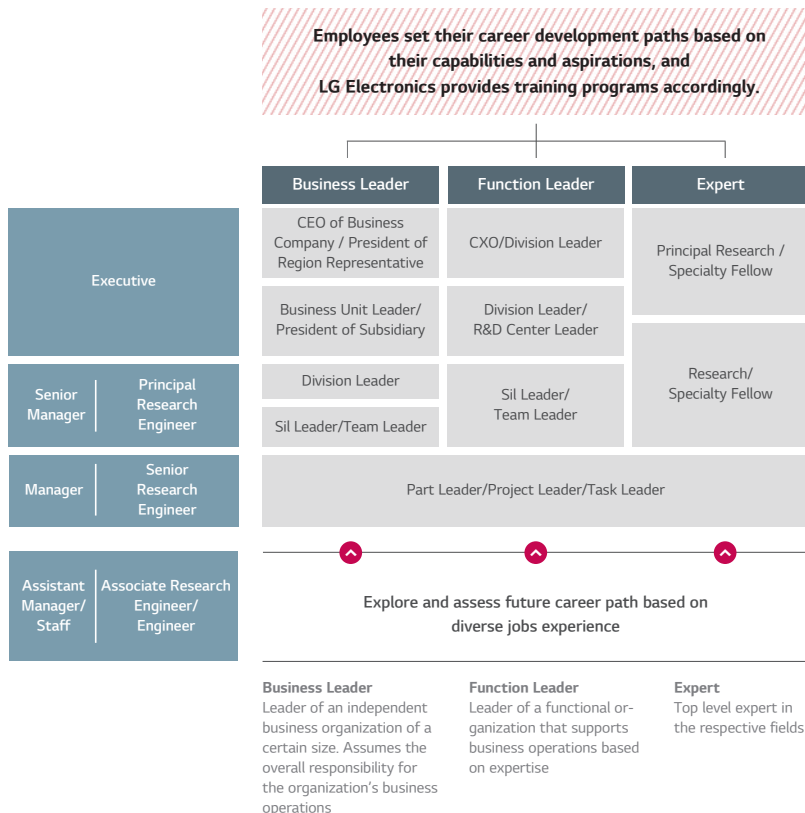 Employees set their career development paths based on
their capabilities and aspirations, and
LG Electronics provides training programs accordingly.
Business Leader
Function Leader
Expert
Executive
CEO of Business
Company / President of
Region Representative
CXO/Division Leader
Principal Research /
Specialty Fellow
Business Unit Leader/
President of Subsidiary
Division Leader/
R&D Center Leader
Research/
Specialty Fellow
Senior
Manager
Principal
Research
Engineer
Division Leader
Sil Leader/Team Leader
Sil Leader/
Team Leader
Manager
Senior
Research
Engineer
Part Leader/Project Leader/Task Leader
Assistant
Manager/
Staff
Associate Research
Engineer/
Engineer
Explore and assess future career path based on
diverse jobs experience
Business Leader
Leader of an independent
business organization of a
certain size. Assumes the
overall responsibility for
the organization's business
operations
Function Leader
Leader of a functional or-
ganization that supports
business operations based
on expertise
Expert
Top level expert in
the respective fields